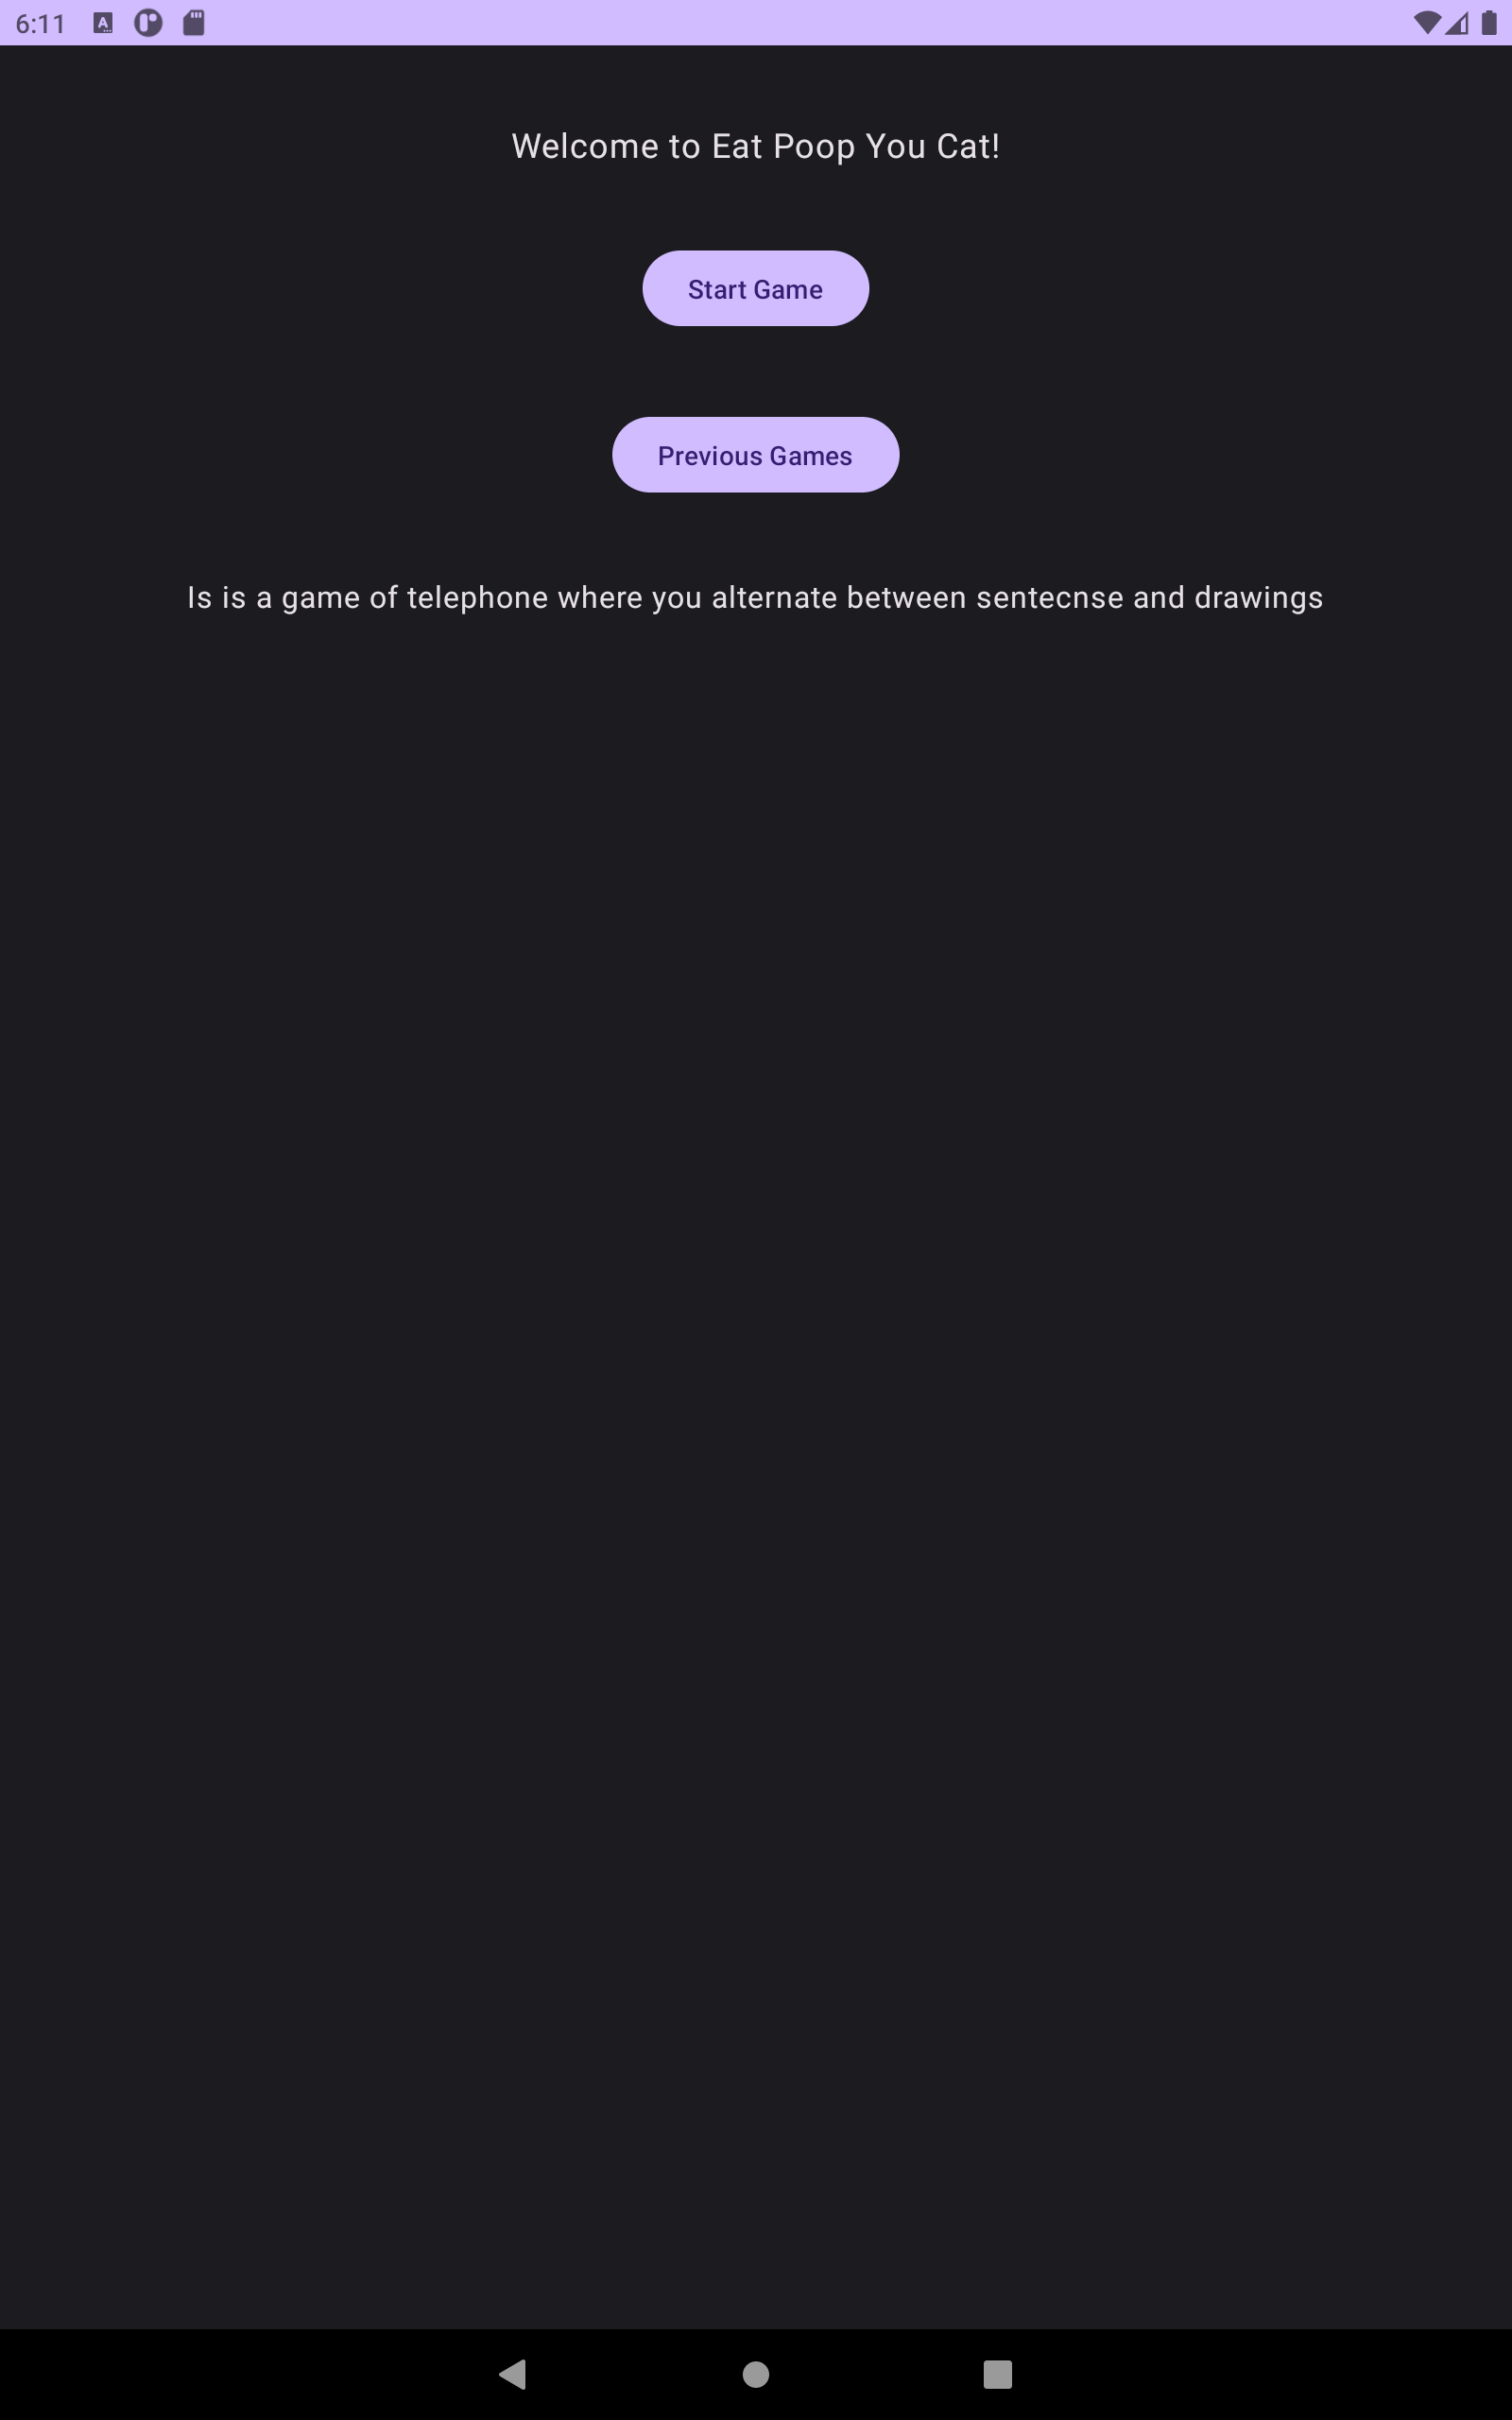 6:11
Welcome to Eat Poop You Cat!
Start Game
Previous Games
Is is a game of telephone where you alternate between sentecnse and drawings